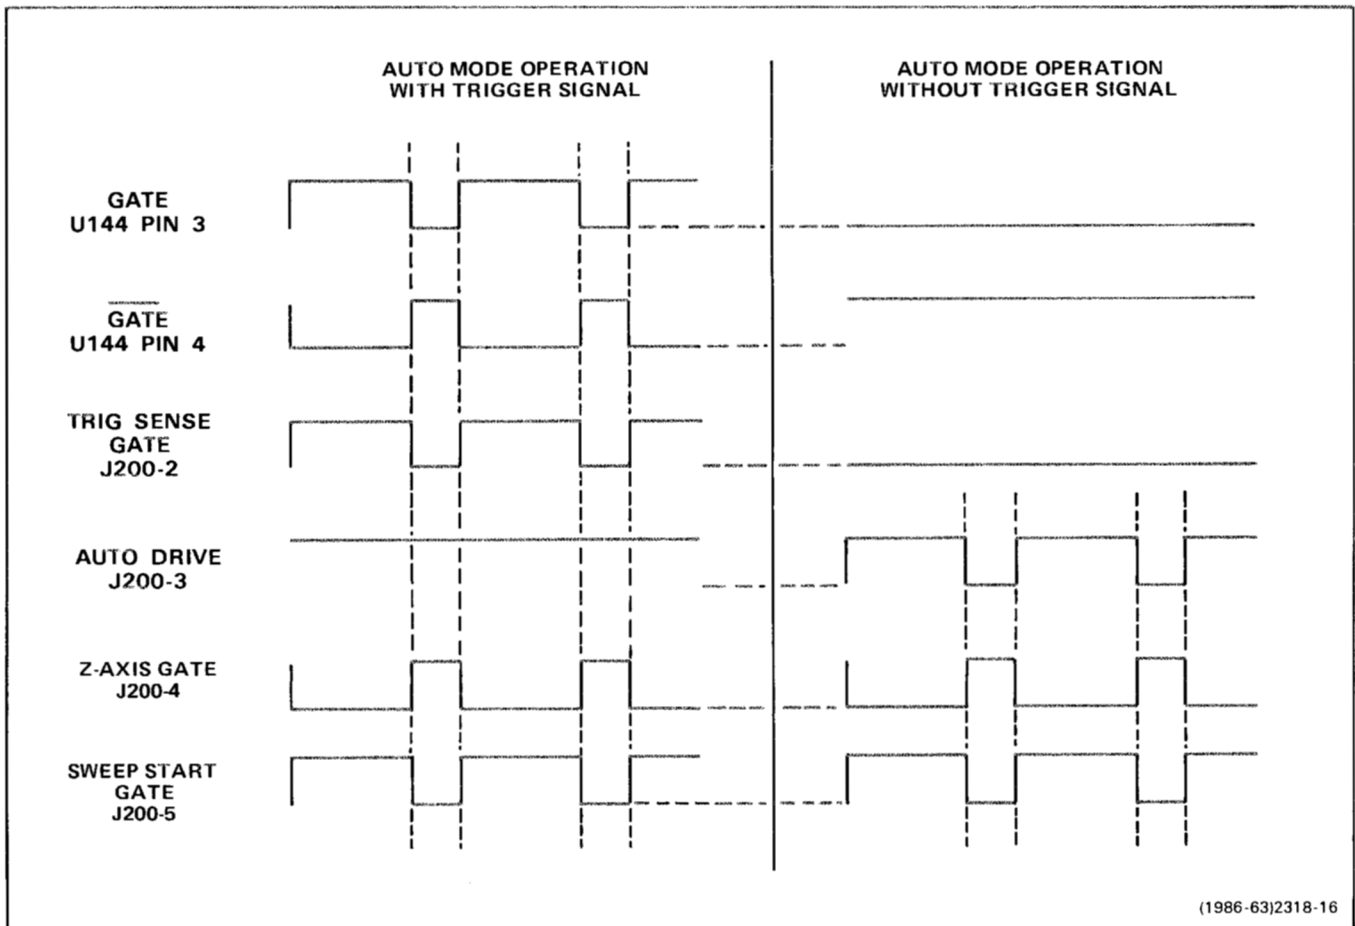 AUTO MODE OPERATION
WITH TRIGGER SIGNAL
AUTO MODE OPERATION
WITHOUT TRIGGER SIGNAL
GATE
U144 PIN 3
GATE
U144 PIN 4
TRIG SENSE
GATE
J200-2
AUTO DRIVE
J200-3
Z-AXIS GATE
J200-4
SWEEP START
GATE
J200-5
(1986-63)2318-16